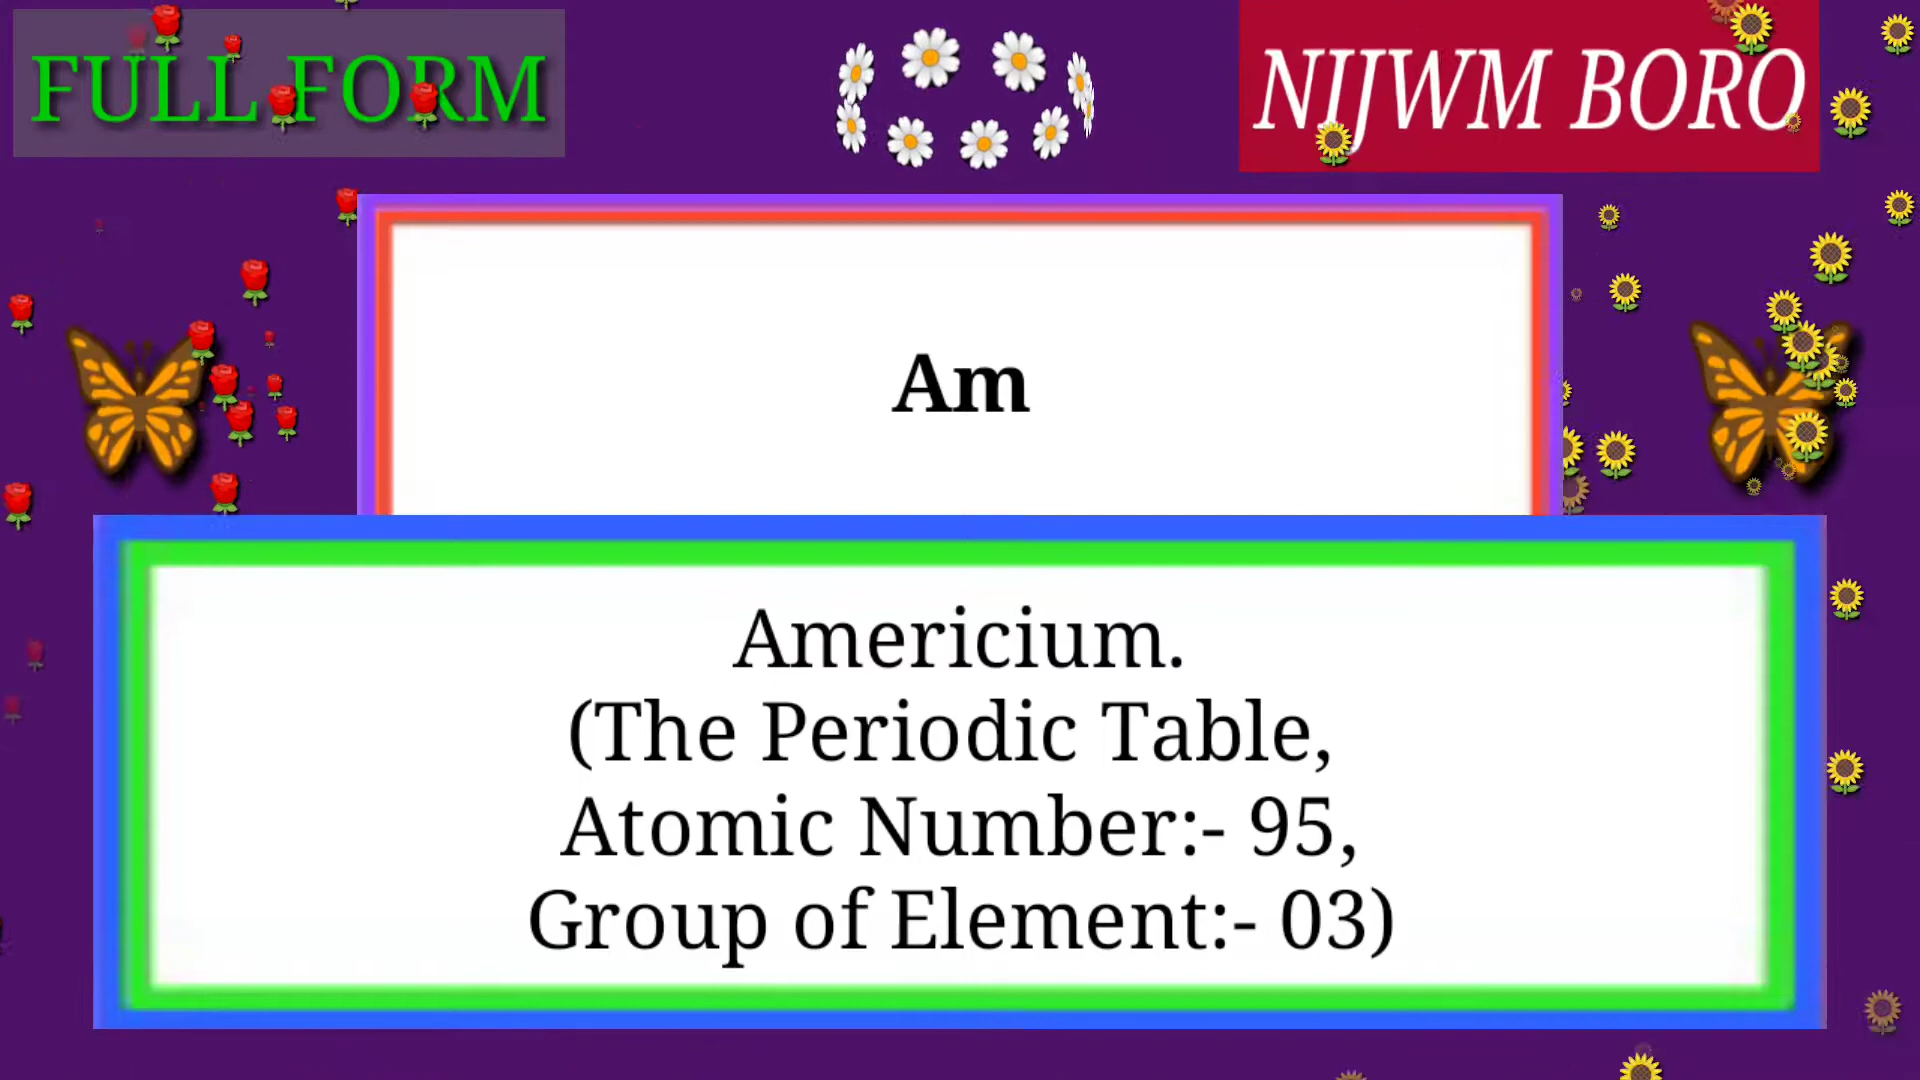 FULL FORM
NIJWM BORO
Am
Americium.
(The Periodic Table,
Atomic Number:- 95,
Group of Element:- 03)